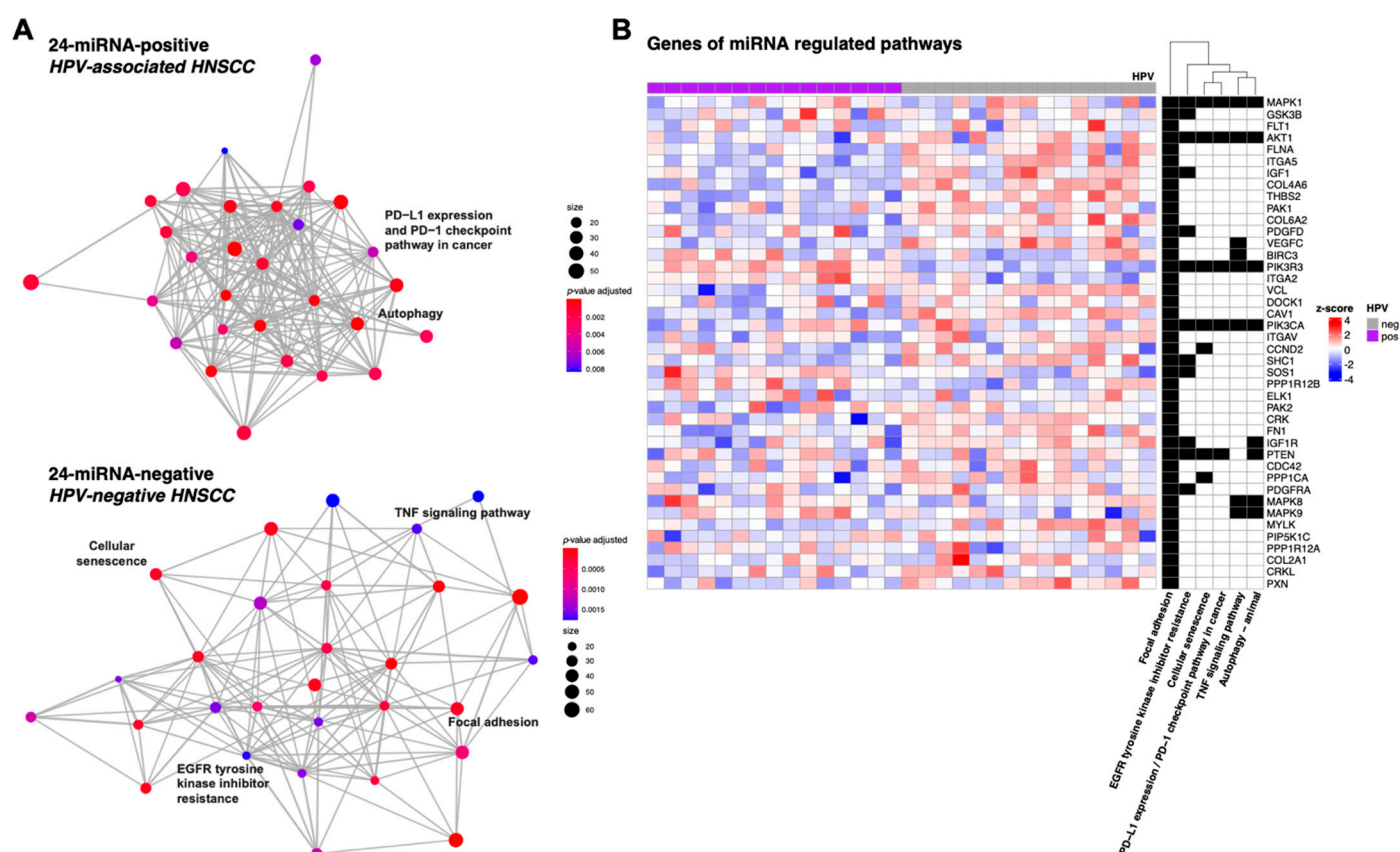 A
24-miRNA-positive
HPV-associated HNSCC
PD-L1 expression
and PD-1 checkpoint
pathway in cancer
Autophagy
size
20
30
40
50
p-value adjusted
0.002
0.004
0.006
0.008
24-miRNA-negative
HPV-negative HNSCC
TNF signaling pathway
Cellular
senescence
Focal adhesion
EGFR tyrosine
kinase inhibitor
resistance
p-value adjusted
0.0005
0.0010
0.0015
size
20
30
40
50
60
B
Genes of miRNA regulated pathways
HPV
MAPK1
GSK3B
FLT1
AKT1
FLNA
ITGA5
IGF1
COL4A6
THBS2
PAK1
COL6A2
PDGFD
VEGFC
BIRC3
PIK3R3
ITGA2
VCL
DOCK1
CAV1
PIK3CA
ITGAV
CCND2
SHC1
SOS1
PPP1R12B
ELK1
PAK2
CRK
FN1
IGF1R
PTEN
CDC42
PPP1CA
PDGFRA
MAPK8
MAPK9
MYLK
PIP5K1C
PPP1R12A
COL2A1
CRKL
PXN
Focal adhesion
EGFR tyrosine kinase inhibitor resistance
Cellular senescence
PD-L1 expression / PD-1 checkpoint pathway in cancer
TNF signaling pathway
Autophagy - animal
z-score
4
2
0
-2
-4
HPV
neg
pos